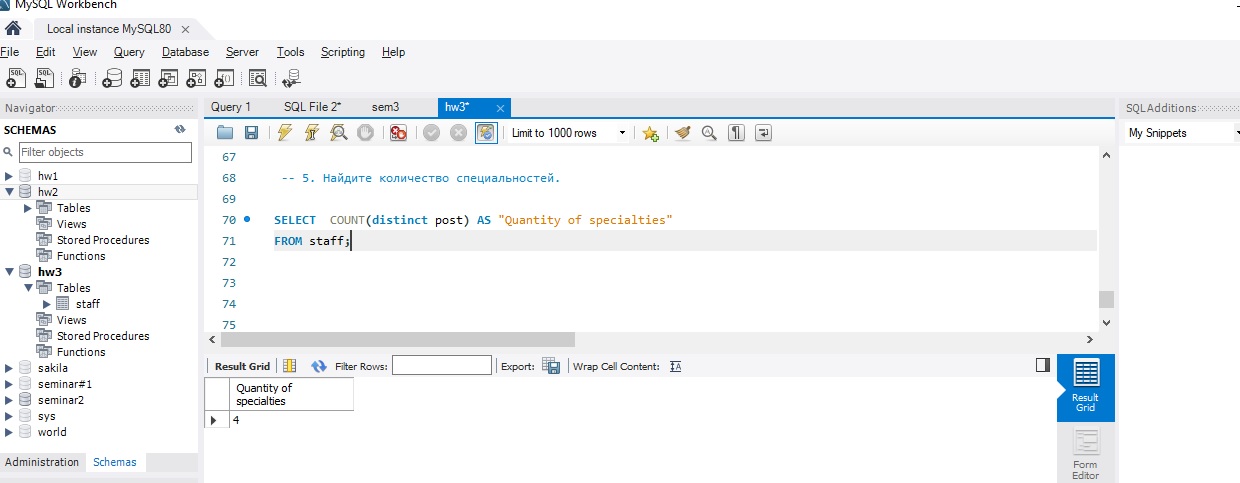 MySQL Workbench
Local instance MySQL80
File Edit View Query Database Server Tools Scripting Help
Navigator
SCHEMAS
Filter objects
hw1
hw2
Tables
Views
Stored Procedures
Functions
hw3
Tables
staff
Views
Stored Procedures
Functions
sakila
seminar#1
seminar2
sys
world
Administration Schemas
Query 1 SQL File 2* sem3 hw3*
Limit to 1000 rows
67
68 -- 5. Найдите количество специальностей.
69
70 SELECT COUNT(distinct post) AS "Quantity of specialties"
71 FROM staff;
72
73
74
75
Result Grid Filter Rows: Export: Wrap Cell Content:
Quantity of
specialties
4
Result
Grid
Form
Editor
SQLAdditions
My Snippets